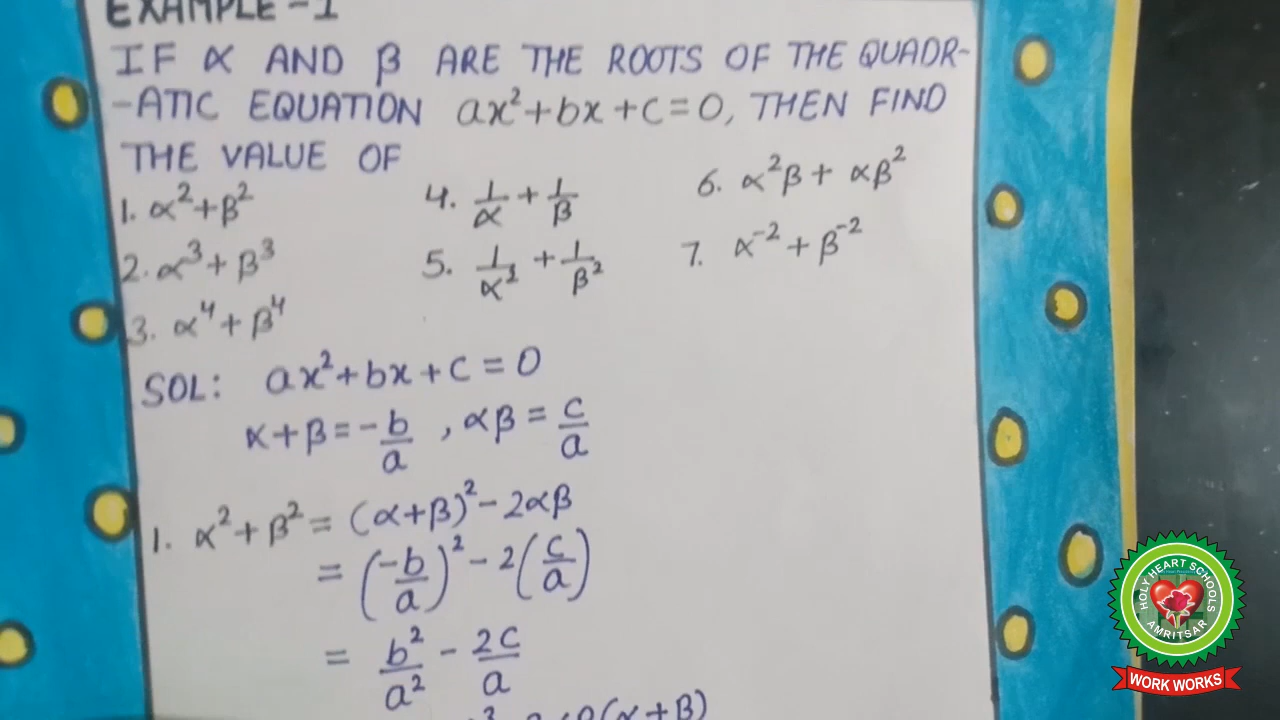 EXAMPLE-1
IF α AND β ARE THE ROOTS OF THE QUADR-
-ATIC EQUATION ax²+bx+c=0, THEN FIND
THE VALUE OF
1. α²+β²
2. α³+β³
3. α⁴+β⁴
4. 1/α + 1/β
5. 1/α² + 1/β²
6. α²β + αβ²
7. α⁻² + β⁻²
SOL: ax²+bx+c=0
α+β=-b/a, αβ=c/a
1. α²+β²=(α+β)²-2αβ
=(-b/a)²-2(c/a)
= b²/a² - 2c/a
(α+β)
HOLY HEART SCHOOLS
AMRITSAR
WORK WORKS